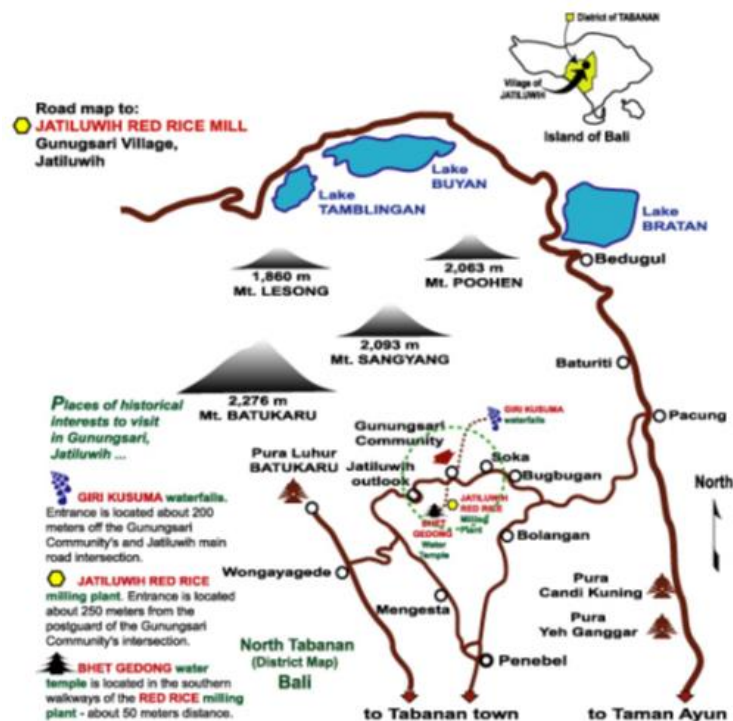 District of TABANAN
Village of
JATILUWIH
Island of Bali
Road map to:
JATILUWIH RED RICE MILL
Gunugsari Village,
Jatiluwih
Lake
BUYAN
Lake
TAMBLINGAN
Lake
BRATAN
Bedugul
1,860 m
Mt. LESONG
2,063 m
Mt. POOHEN
2,093 m
Mt. SANGYANG
2,276 m
Mt. BATUKARU
Baturiti
Pacung
Places of historical
interests to visit
in Gunungsari,
Jatiluwih ...
GIRI KUSUMA
waterfalls
Gunungsari
Community
Pura Luhur
BATUKARU
Jatiluwih
outlook
Soka
Bugbugan
North
GIRI KUSUMA waterfalls.
Entrance is located about 200
meters off the Gunungsari
Community's and Jatiluwih main
road intersection.
JATILUWIH
RED RICE
Milling
Plant
BHET
GEDONG
Water
Temple
Bolangan
Wongayagede
Mengesta
Pura
Candi Kuning
Pura
Yeh Ganggar
JATILUWIH RED RICE
milling plant. Entrance is located
about 250 meters from the
postguard of the Gunungsari
Community's intersection.
North Tabanan
(District Map)
Bali
Penebel
BHET GEDONG water
temple is located in the southern
walkways of the RED RICE milling
plant - about 50 meters distance.
to Tabanan town
to Taman Ayun